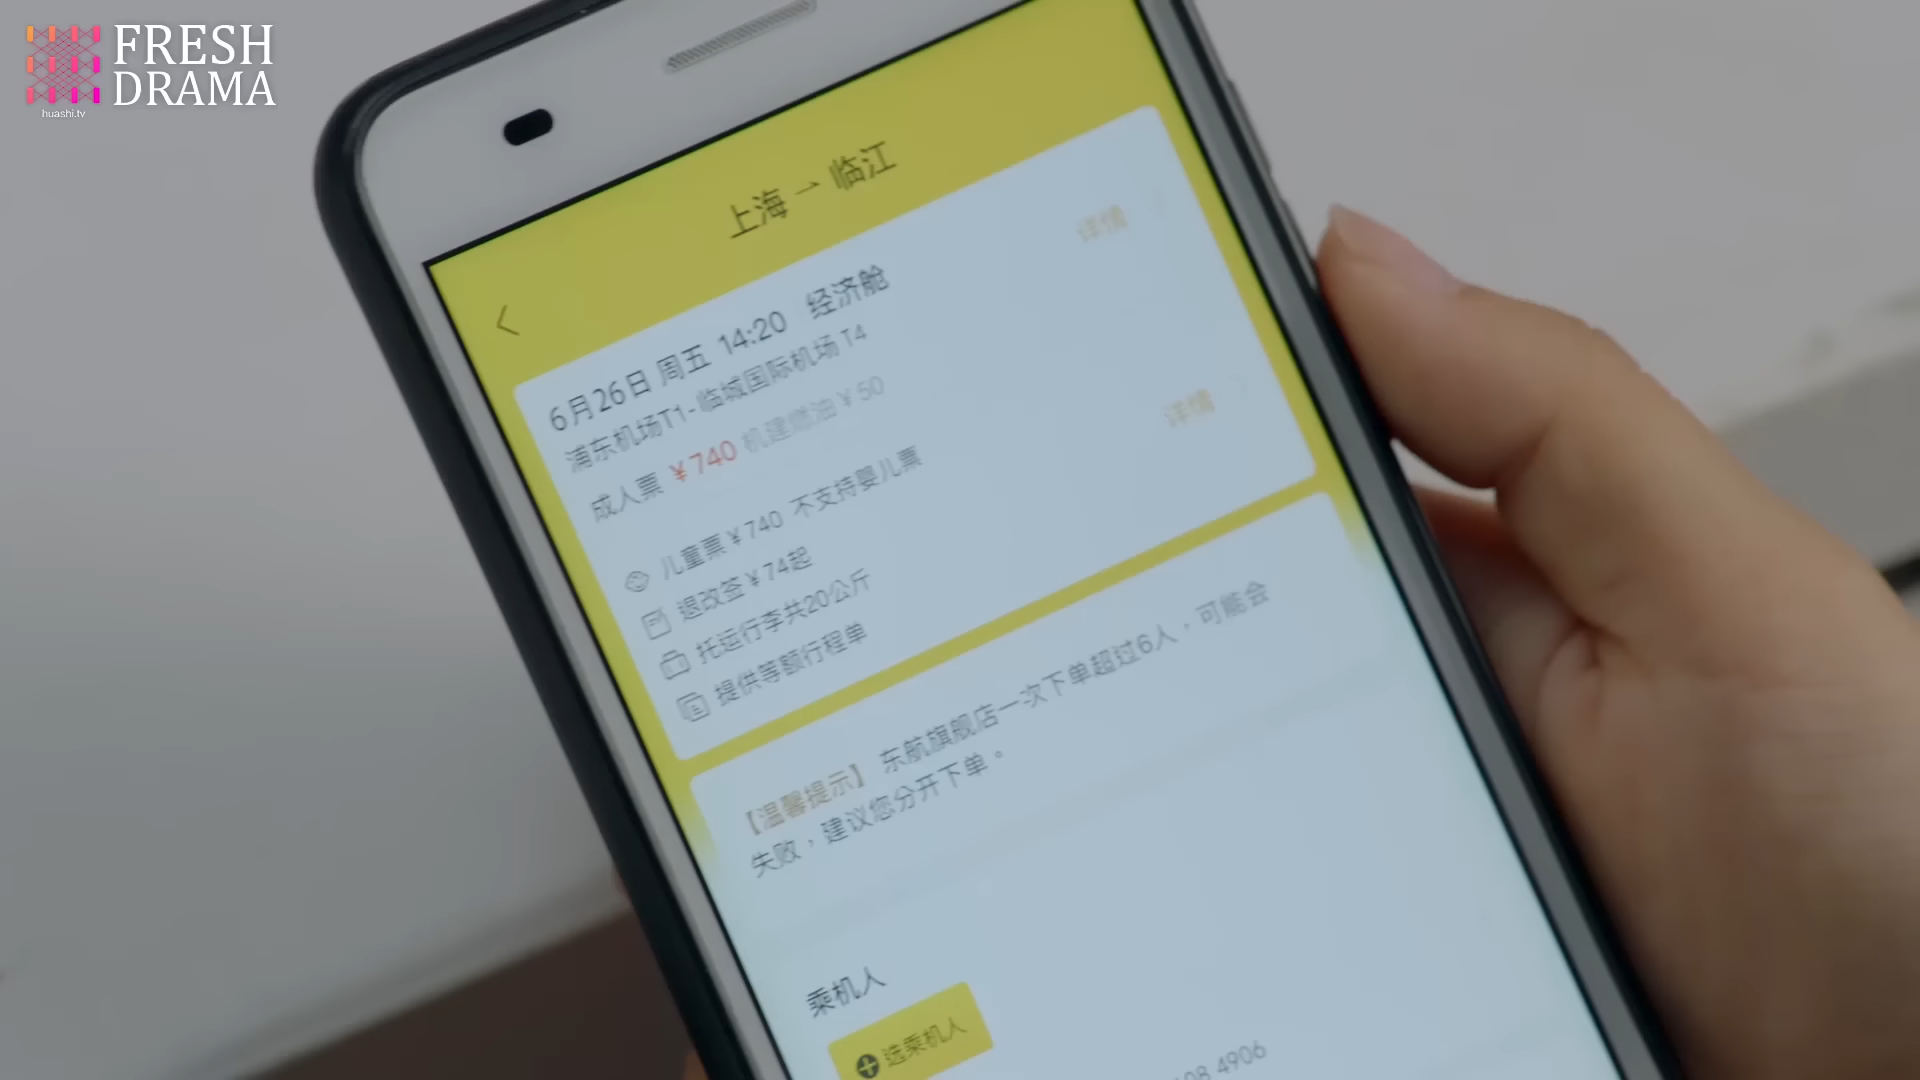 FRESH
DRAMA
huashi.tv
上海 → 临江
6月26日 周五 14:20 经济舱
详情
浦东机场T1-临城国际机场 T4
成人票 ¥740 机建燃油¥50
详情
儿童票¥740 不支持婴儿票
退改签¥74起
托运行李共20公斤
提供等额行程单
【温馨提示】 东航旗舰店一次下单超过6人，可能会
失败，建议您分开下单。
乘机人
选乘机人
4906